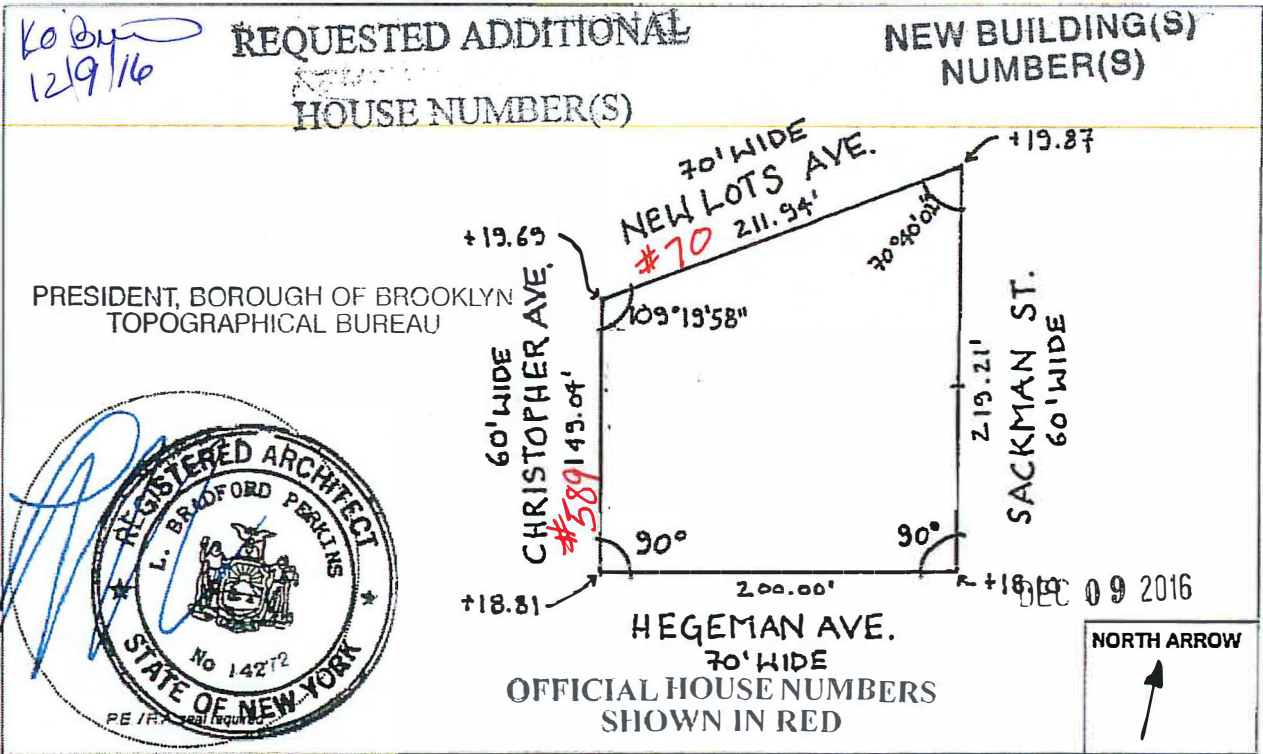 12/9/16
REQUESTED ADDITIONAL
HOUSE NUMBER(S)
NEW BUILDING(S)
NUMBER(S)
+19.87
70' WIDE
NEW LOTS AVE.
#70 211.94'
70°40'02"
+19.69
109°19'58"
PRESIDENT, BOROUGH OF BROOKLYN
TOPOGRAPHICAL BUREAU
60' WIDE
CHRISTOPHER AVE.
149.04'
#589
219.21'
SACKMAN ST.
60' WIDE
90°
90°
200.00'
+18.81
DEC 09 2016
HEGEMAN AVE.
70' WIDE
OFFICIAL HOUSE NUMBERS
SHOWN IN RED
NORTH ARROW
REGISTERED ARCHITECT
L. BRADFORD PERKINS
No 14272
STATE OF NEW YORK
P.E./R.A. seal required